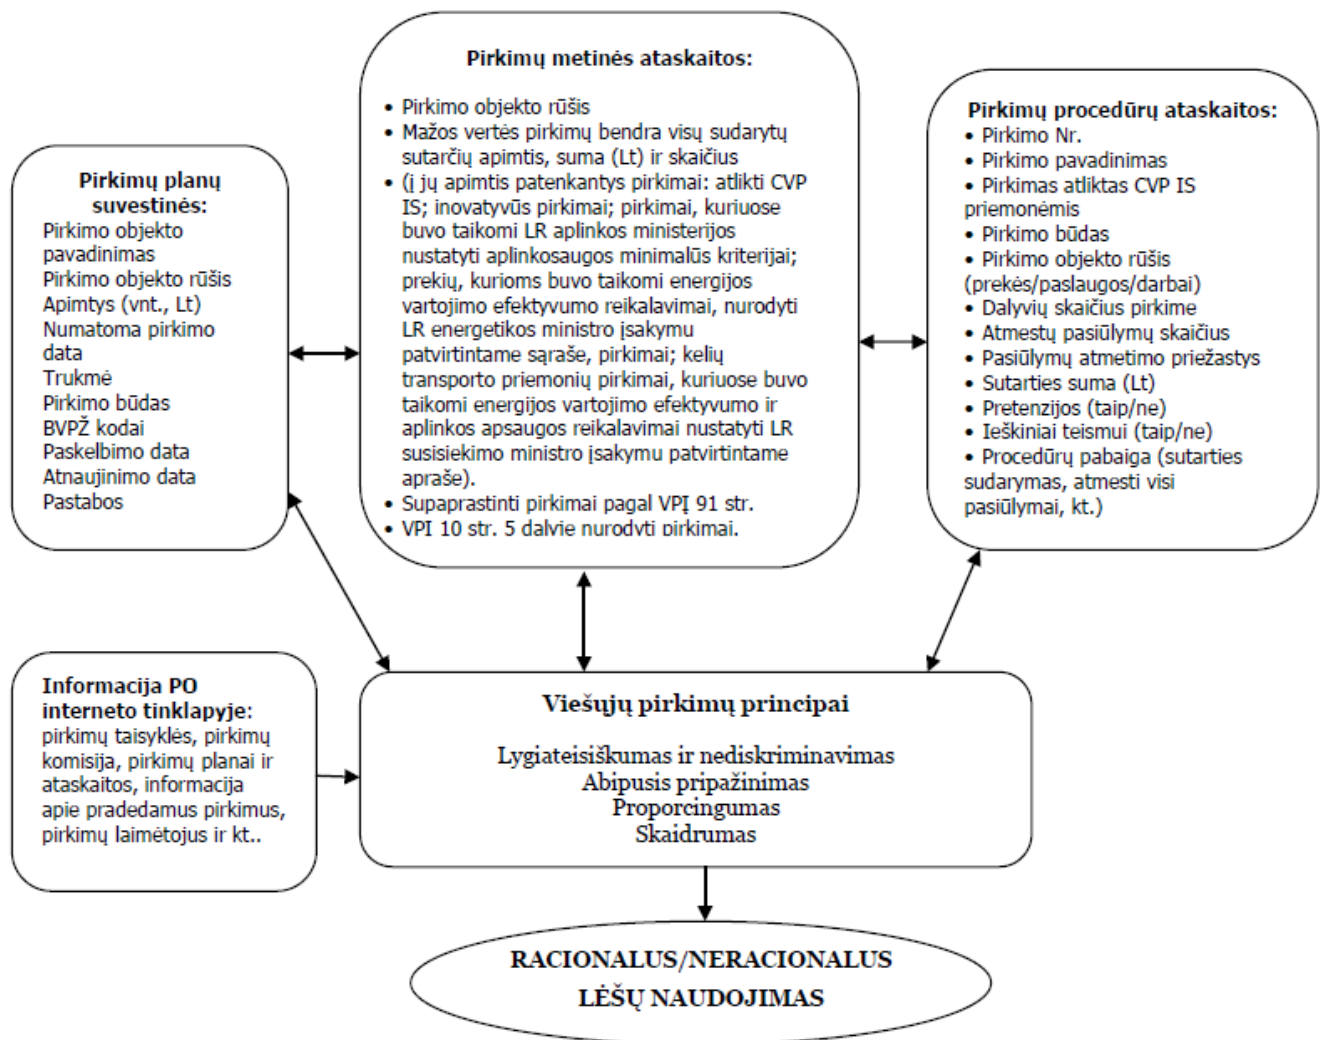 Pirkimų planų
suvestinės:
Pirkimo objekto
pavadinimas
Pirkimo objekto rūšis
Apimtys (vnt., Lt)
Numatoma pirkimo
data
Trukmė
Pirkimo būdas
BVPŽ kodai
Paskelbimo data
Atnaujinimo data
Pastabos
Pirkimų metinės ataskaitos:
• Pirkimo objekto rūšis
• Mažos vertės pirkimų bendra visų sudarytų
sutarčių apimtis, suma (Lt) ir skaičius
• (į jų apimtis patenkantys pirkimai: atlikti CVP
IS; inovatyvūs pirkimai; pirkimai, kuriuose
buvo taikomi LR aplinkos ministerijos
nustatyti aplinkosaugos minimalūs kriterijai;
prekių, kurioms buvo taikomi energijos
vartojimo efektyvumo reikalavimai, nurodyti
LR energetikos ministro įsakymu
patvirtintame sąraše, pirkimai; kelių
transporto priemonių pirkimai, kuriuose buvo
taikomi energijos vartojimo efektyvumo ir
aplinkos apsaugos reikalavimai nustatyti LR
susisiekimo ministro įsakymu patvirtintame
apraše).
• Supaprastinti pirkimai pagal VPĮ 91 str.
• VPI 10 str. 5 dalvie nurodyti pirkimai.
Pirkimų procedūrų ataskaitos:
• Pirkimo Nr.
• Pirkimo pavadinimas
• Pirkimas atliktas CVP IS
priemonėmis
• Pirkimo būdas
• Pirkimo objekto rūšis
(prekės/paslaugos/darbai)
• Dalyvių skaičius pirkime
• Atmestų pasiūlymų skaičius
• Pasiūlymų atmetimo priežastys
• Sutarties suma (Lt)
• Pretenzijos (taip/ne)
• Ieškiniai teismui (taip/ne)
• Procedūrų pabaiga (sutarties
sudarymas, atmesti visi
pasiūlymai, kt.)
Informacija PO
interneto tinklapyje:
pirkimų taisyklės, pirkimų
komisija, pirkimų planai ir
ataskaitos, informacija
apie pradedamus pirkimus,
pirkimų laimėtojus ir kt..
Viešųjų pirkimų principai
Lygiateisiškumas ir nediskriminavimas
Abipusis pripažinimas
Proporcingumas
Skaidrumas
RACIONALUS/NERACIONALUS
LĖŠŲ NAUDOJIMAS